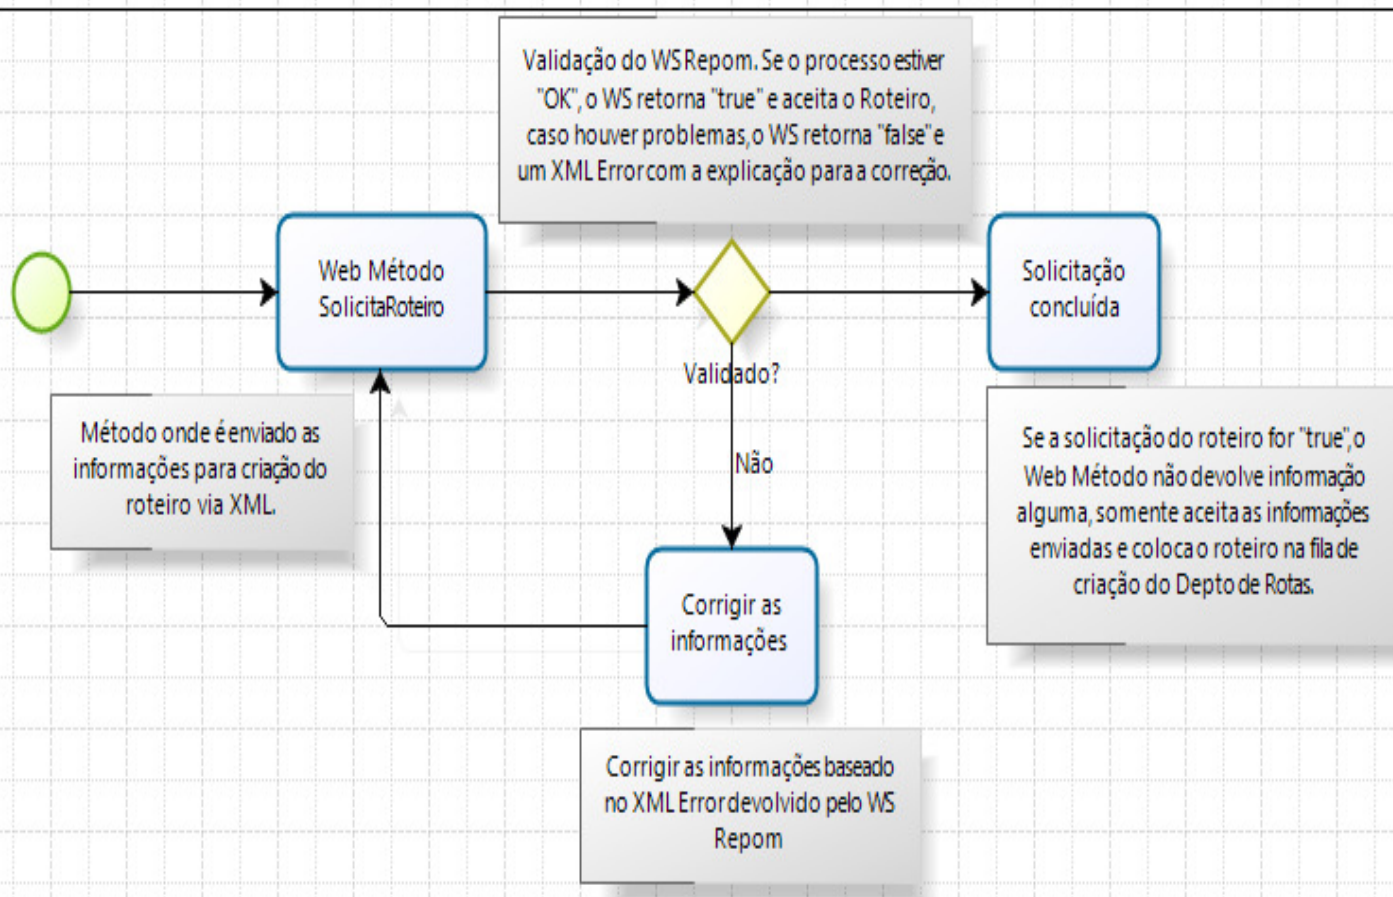 Validação do WS Repom. Se o processo estiver
"OK", o WS retorna "true" e aceita o Roteiro,
caso houver problemas, o WS retorna "false" e
um XML Error com a explicação para a correção.
Web Método
SolicitaRoteiro
Solicitação
concluída
Validado?
Método onde é enviado as
informações para criação do
roteiro via XML.
Não
Se a solicitação do roteiro for "true", o
Web Método não devolve informação
alguma, somente aceita as informações
enviadas e coloca o roteiro na fila de
criação do Depto de Rotas.
Corrigir as
informações
Corrigir as informações baseado
no XML Error devolvido pelo WS
Repom